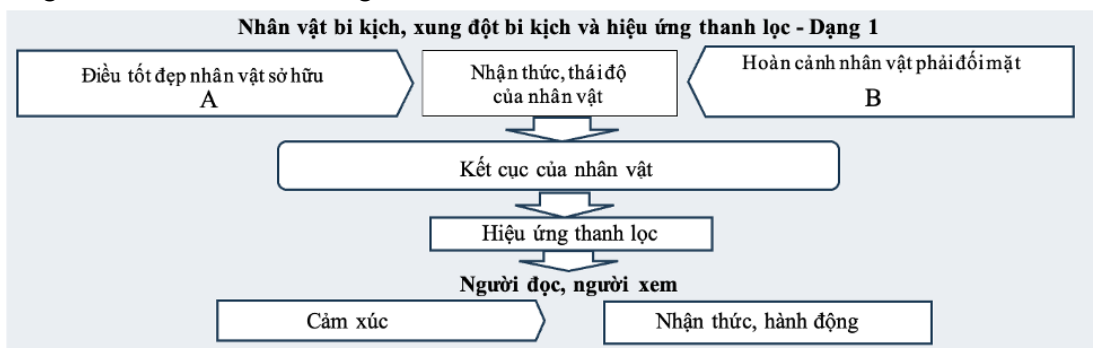 Nhân vật bi kịch, xung đột bi kịch và hiệu ứng thanh lọc - Dạng 1
Điều tốt đẹp nhân vật sở hữu
A
Nhận thức, thái độ
của nhân vật
Hoàn cảnh nhân vật phải đối mặt
B
Kết cục của nhân vật
Hiệu ứng thanh lọc
Người đọc, người xem
Cảm xúc
Nhận thức, hành động